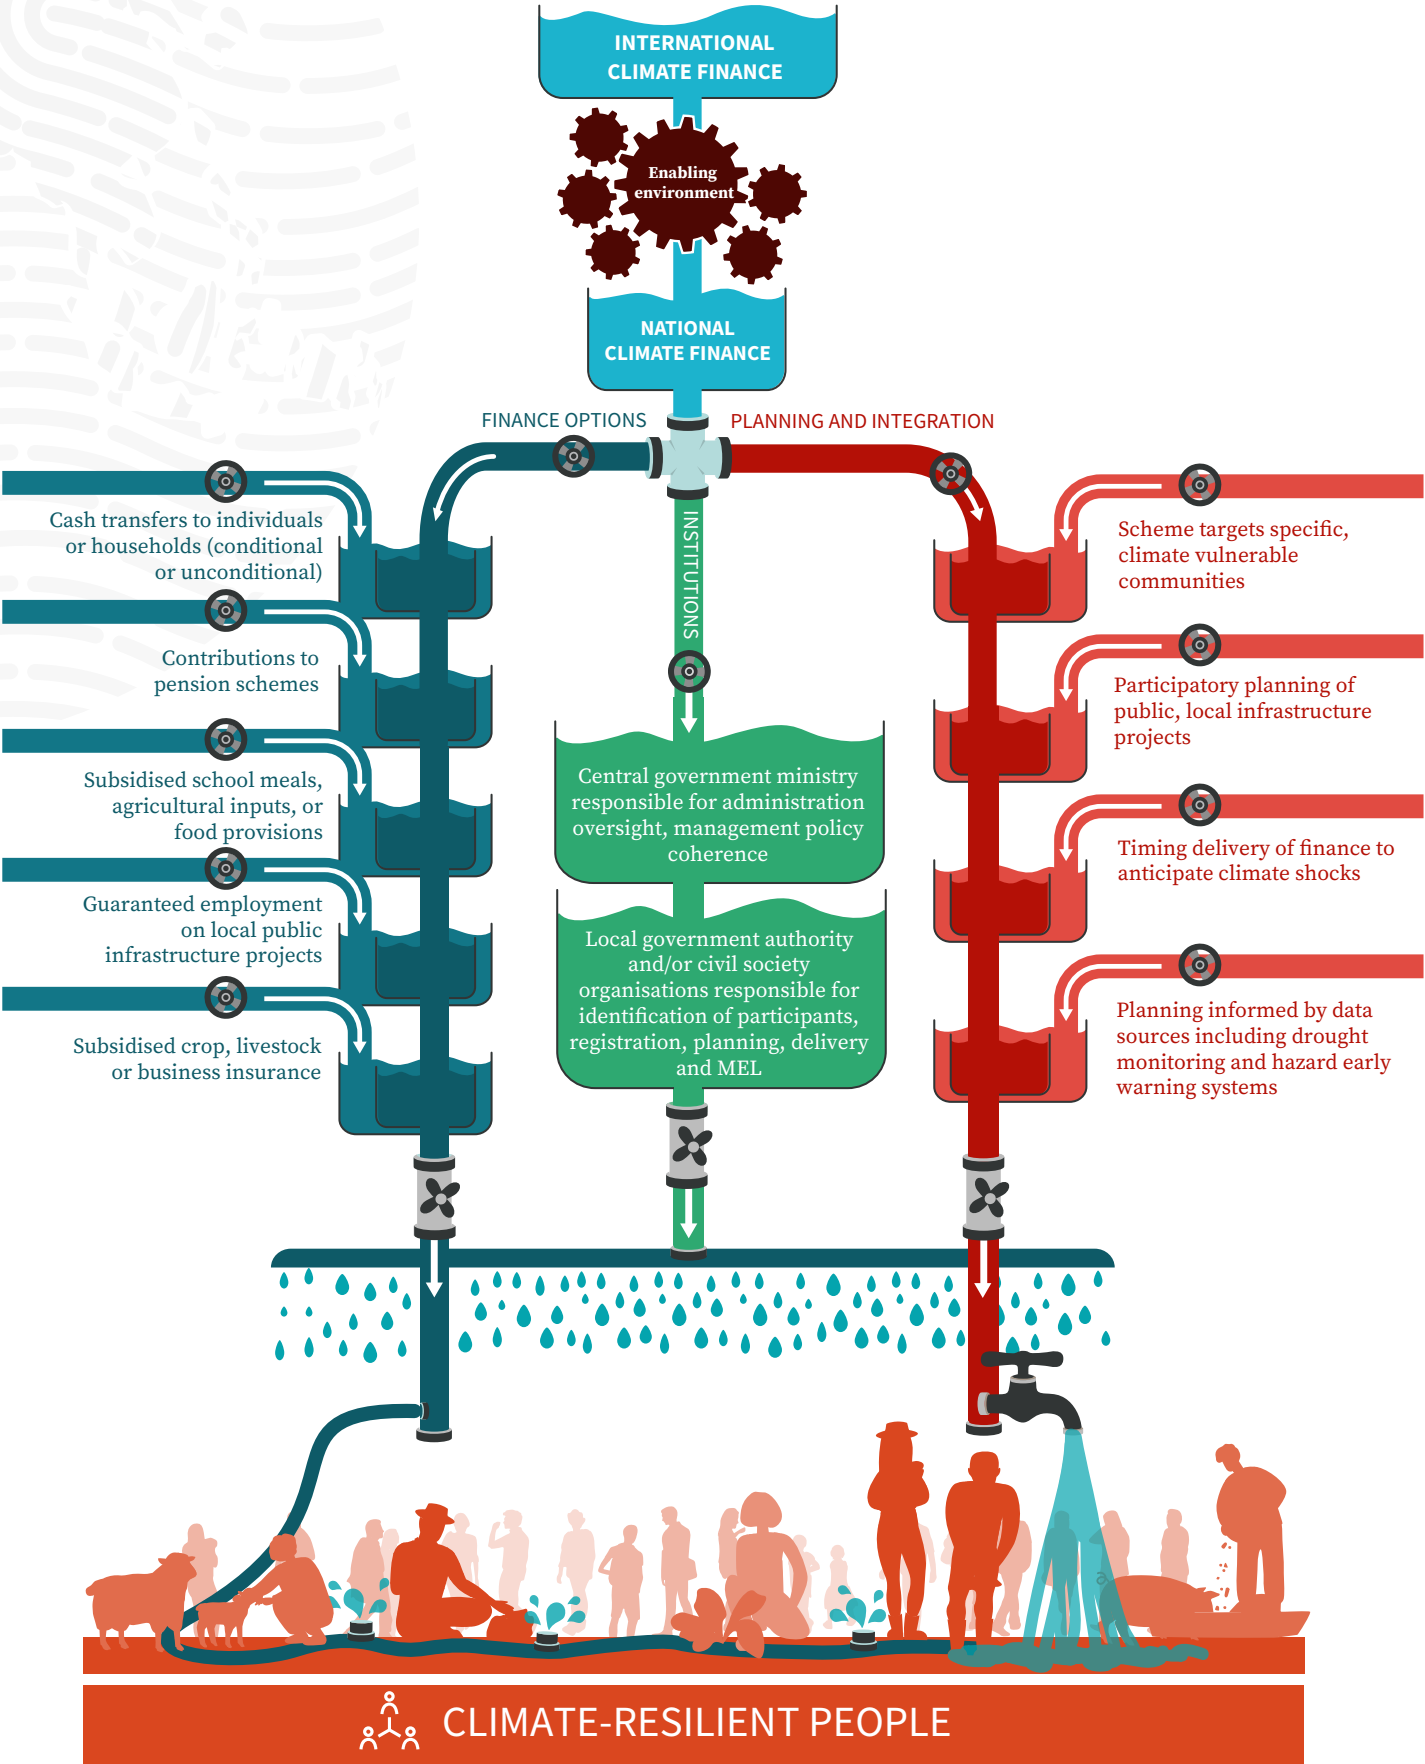 INTERNATIONAL
CLIMATE FINANCE
Enabling
environment
NATIONAL
CLIMATE FINANCE
FINANCE OPTIONS
PLANNING AND INTEGRATION
Cash transfers to individuals
or households (conditional
or unconditional)
Contributions to
pension schemes
Subsidised school meals,
agricultural inputs, or
food provisions
Guaranteed employment
on local public
infrastructure projects
Subsidised crop, livestock
or business insurance
INSTITUTIONS
Central government ministry
responsible for administration
oversight, management policy
coherence
Local government authority
and/or civil society
organisations responsible for
identification of participants,
registration, planning, delivery
and MEL
Scheme targets specific,
climate vulnerable
communities
Participatory planning of
public, local infrastructure
projects
Timing delivery of finance to
anticipate climate shocks
Planning informed by data
sources including drought
monitoring and hazard early
warning systems
CLIMATE-RESILIENT PEOPLE